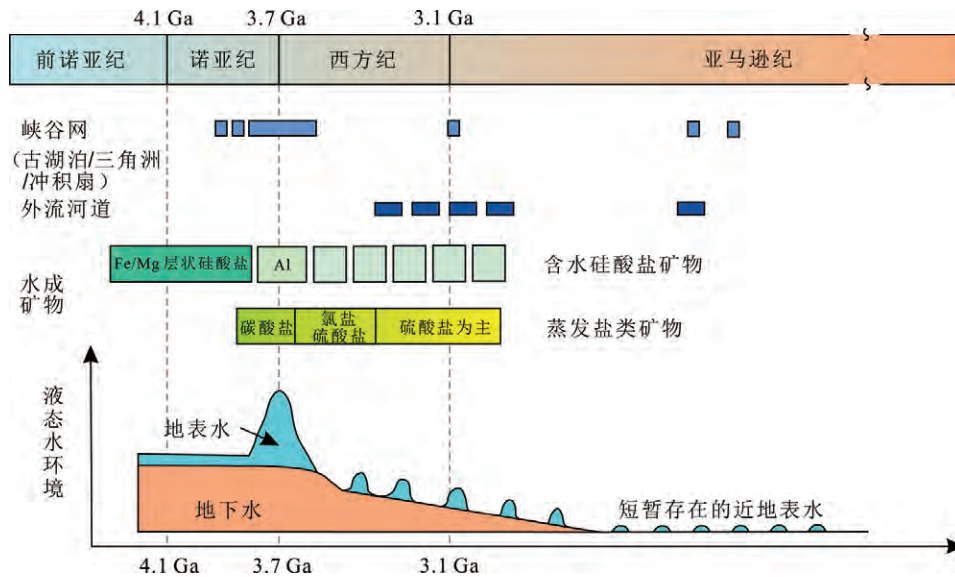 4.1 Ga 3.7 Ga 3.1 Ga
前诺亚纪 诺亚纪 西方纪 亚马逊纪
峡谷网
（古湖泊/三角洲
/冲积扇）
外流河道
水成
矿物
Fe/Mg 层状硅酸盐 Al 含水硅酸盐矿物
碳酸盐 氯盐
硫酸盐 硫酸盐为主 蒸发盐类矿物
液态水环境
地表水
地下水
短暂存在的近地表水
4.1 Ga 3.7 Ga 3.1 Ga